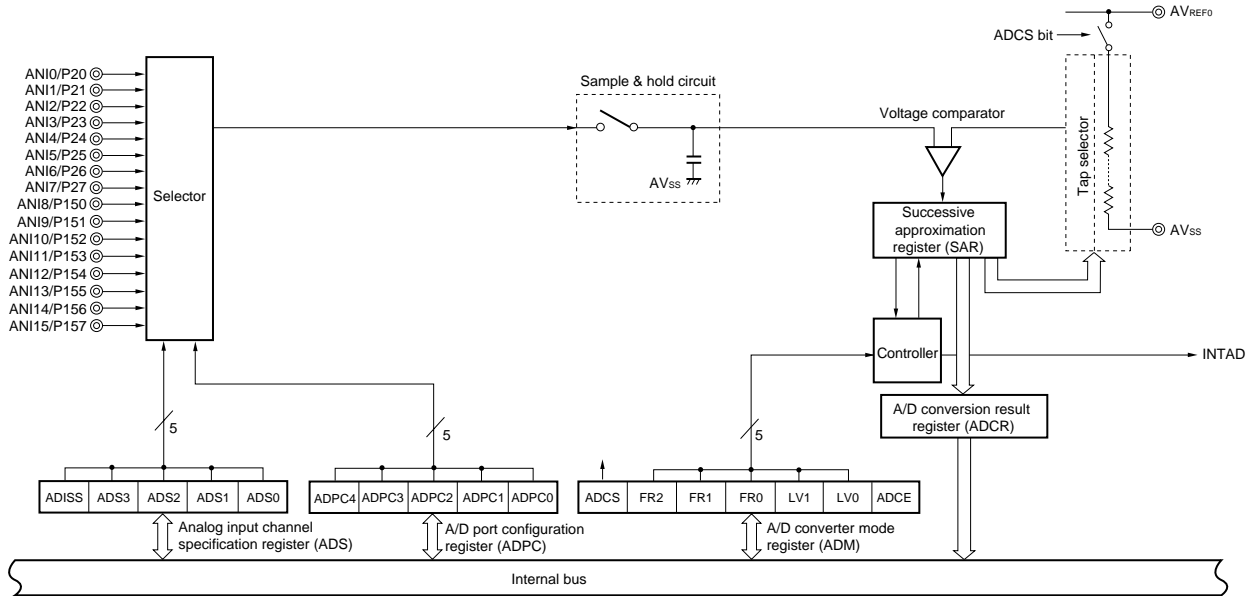 AVREF0
ADCS bit
ANI0/P20
ANI1/P21
ANI2/P22
ANI3/P23
ANI4/P24
ANI5/P25
ANI6/P26
ANI7/P27
ANI8/P150
ANI9/P151
ANI10/P152
ANI11/P153
ANI12/P154
ANI13/P155
ANI14/P156
ANI15/P157
Selector
Sample & hold circuit
AVSS
Voltage comparator
Tap selector
AVSS
Successive
approximation
register (SAR)
Controller
INTAD
A/D conversion result
register (ADCR)
5
5
5
ADISS ADS3 ADS2 ADS1 ADS0
ADPC4 ADPC3 ADPC2 ADPC1 ADPC0
ADCS FR2 FR1 FR0 LV1 LV0 ADCE
Analog input channel
specification register (ADS)
A/D port configuration
register (ADPC)
A/D converter mode
register (ADM)
Internal bus